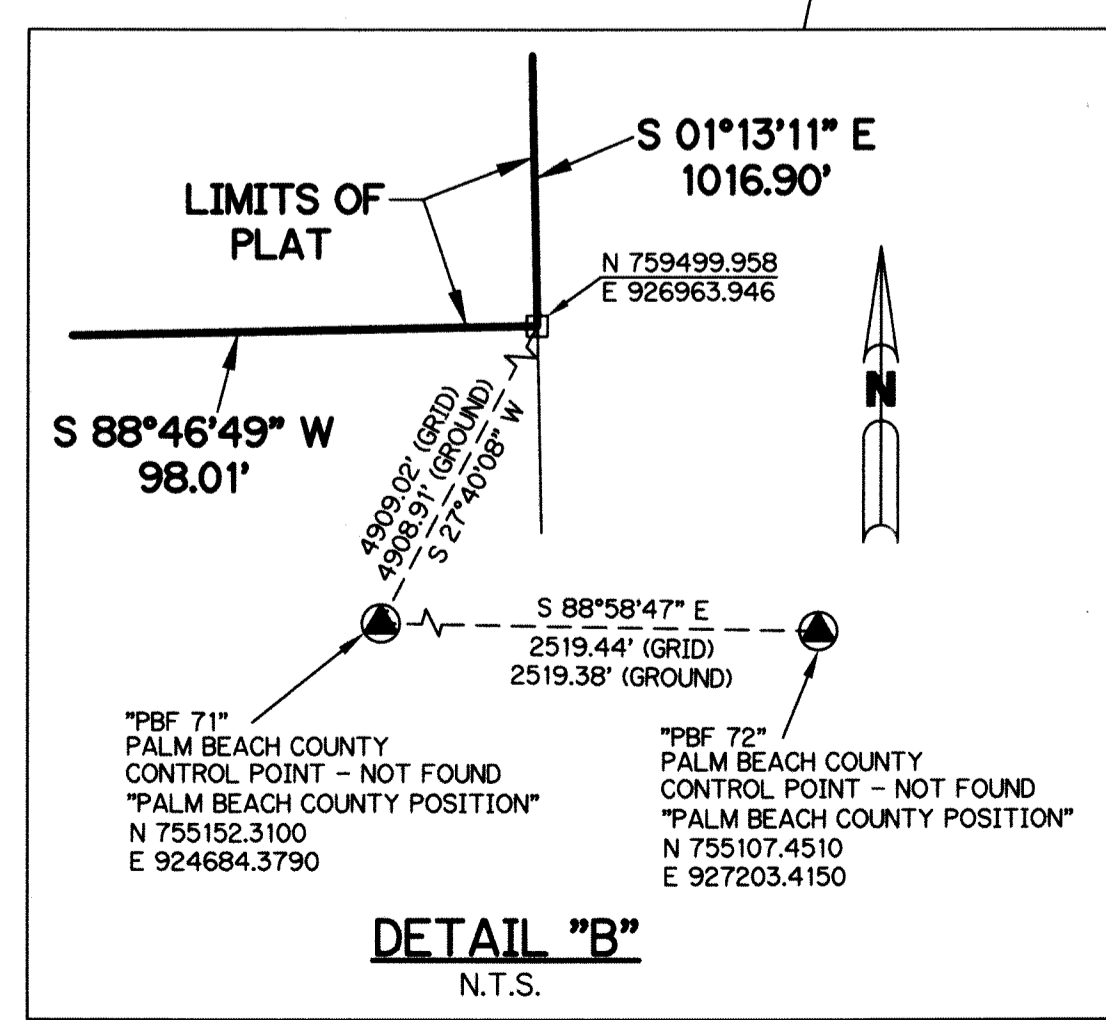 S 01°13'11" E
1016.90'
LIMITS OF
PLAT
N 759499.958
E 926963.946
N
S 88°46'49" W
98.01'
4909.02' (GRID)
4908.91' (GROUND)
S 27°40'08" W
S 88°58'47" E
2519.44' (GRID)
2519.38' (GROUND)
"PBF 71"
PALM BEACH COUNTY
CONTROL POINT – NOT FOUND
"PALM BEACH COUNTY POSITION"
N 755152.3100
E 924684.3790
"PBF 72"
PALM BEACH COUNTY
CONTROL POINT – NOT FOUND
"PALM BEACH COUNTY POSITION"
N 755107.4510
E 927203.4150
DETAIL "B"
N.T.S.